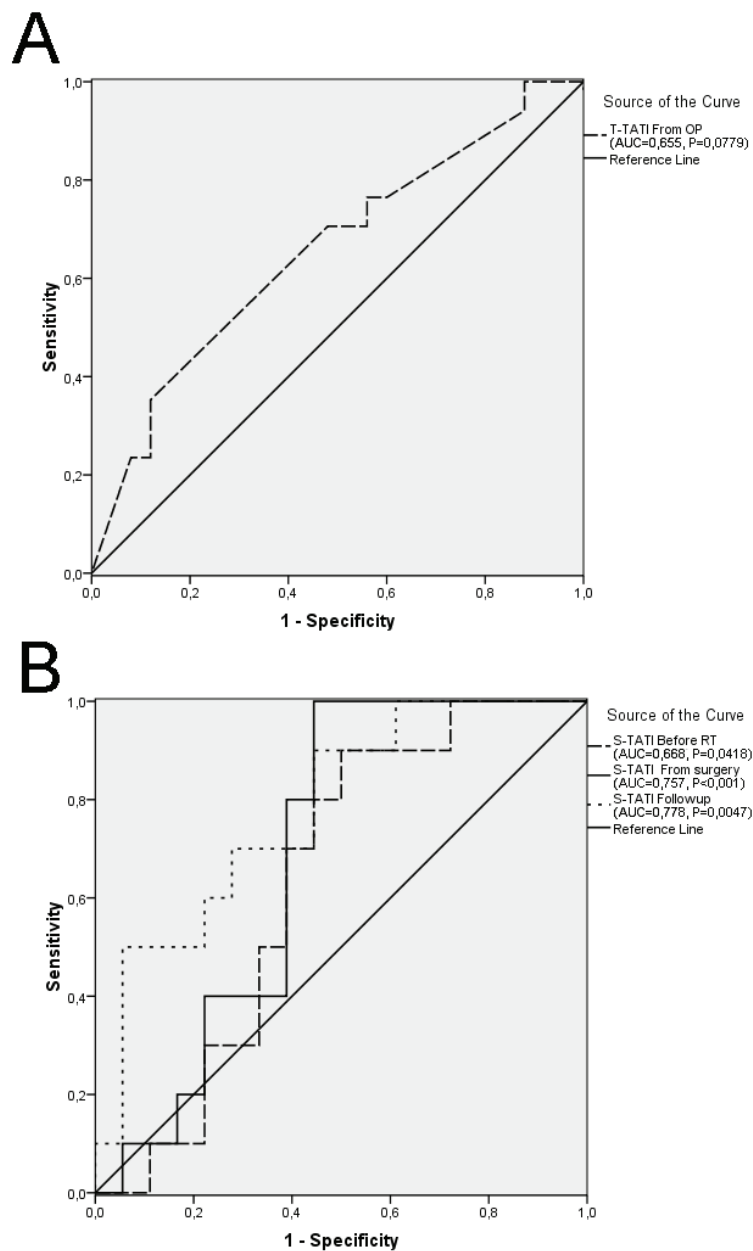 A
Source of the Curve
T-TATI From OP
(AUC=0,655, P=0,0779)
Reference Line
1,0
0,8
0,6
0,4
0,2
0,0
Sensitivity
0,0 0,2 0,4 0,6 0,8 1,0
1 - Specificity
B
Source of the Curve
S-TATI Before RT
(AUC=0,668, P=0,0418)
S-TATI From surgery
(AUC=0,757, P<0,001)
S-TATI Followup
(AUC=0,778, P=0,0047)
Reference Line
1,0
0,8
0,6
0,4
0,2
0,0
Sensitivity
0,0 0,2 0,4 0,6 0,8 1,0
1 - Specificity